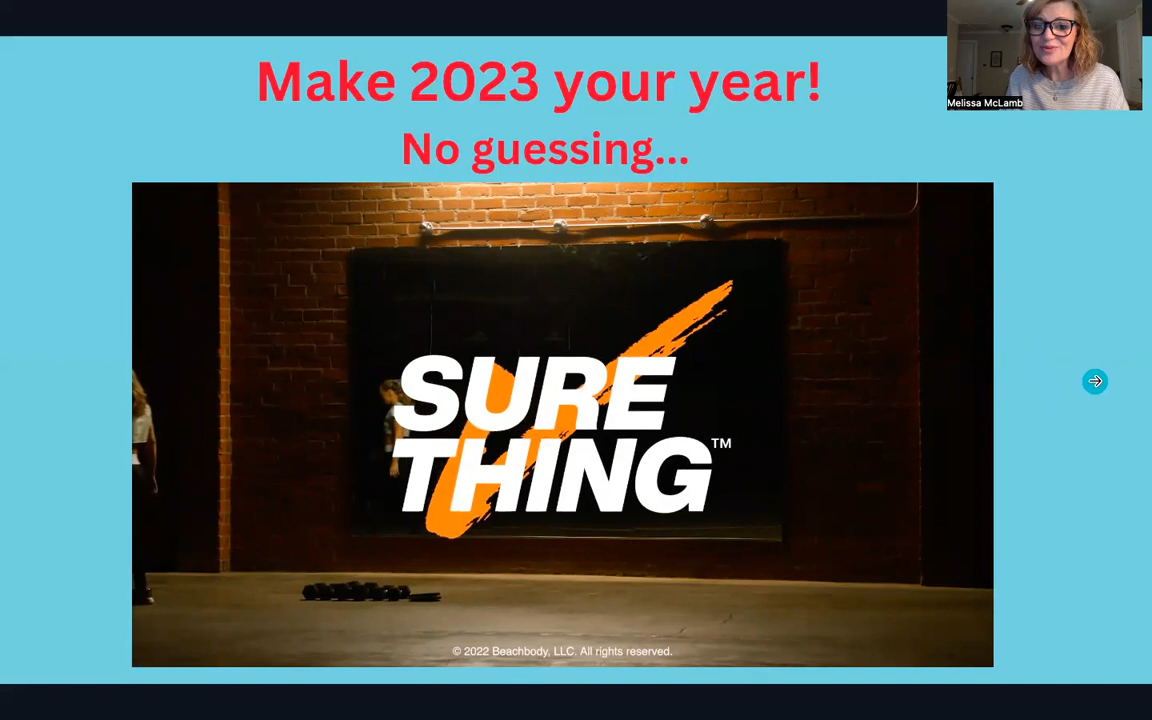 Make 2023 your year!
No guessing...
Melissa McLamb
SURE
THING™
© 2022 Beachbody, LLC. All rights reserved.